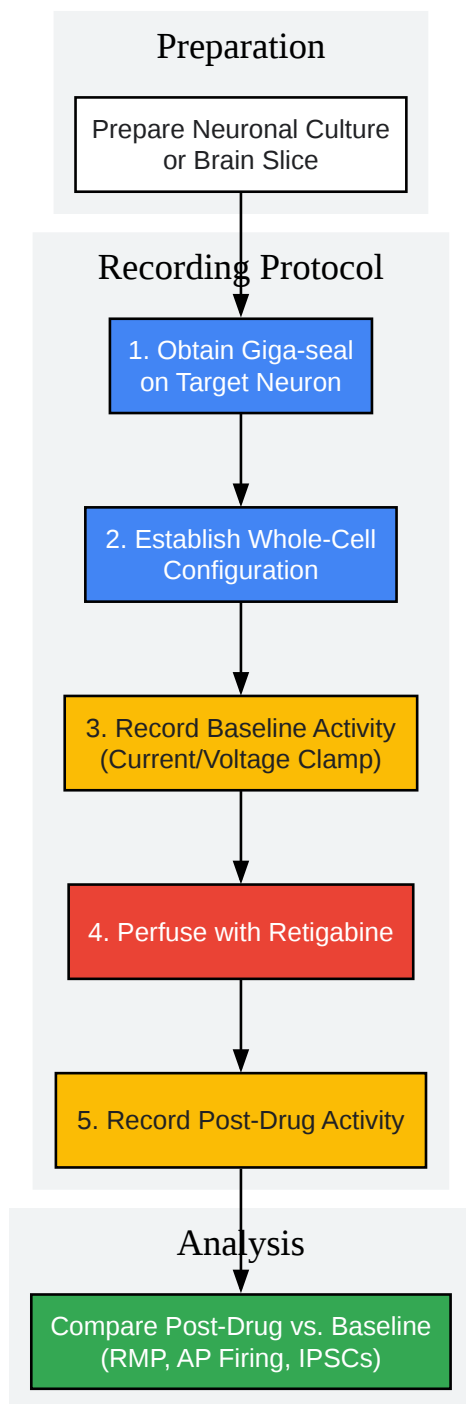 Preparation
Prepare Neuronal Culture
or Brain Slice
Recording Protocol
1. Obtain Giga-seal
on Target Neuron
2. Establish Whole-Cell
Configuration
3. Record Baseline Activity
(Current/Voltage Clamp)
4. Perfuse with Retigabine
5. Record Post-Drug Activity
Analysis
Compare Post-Drug vs. Baseline
(RMP, AP Firing, IPSCs)